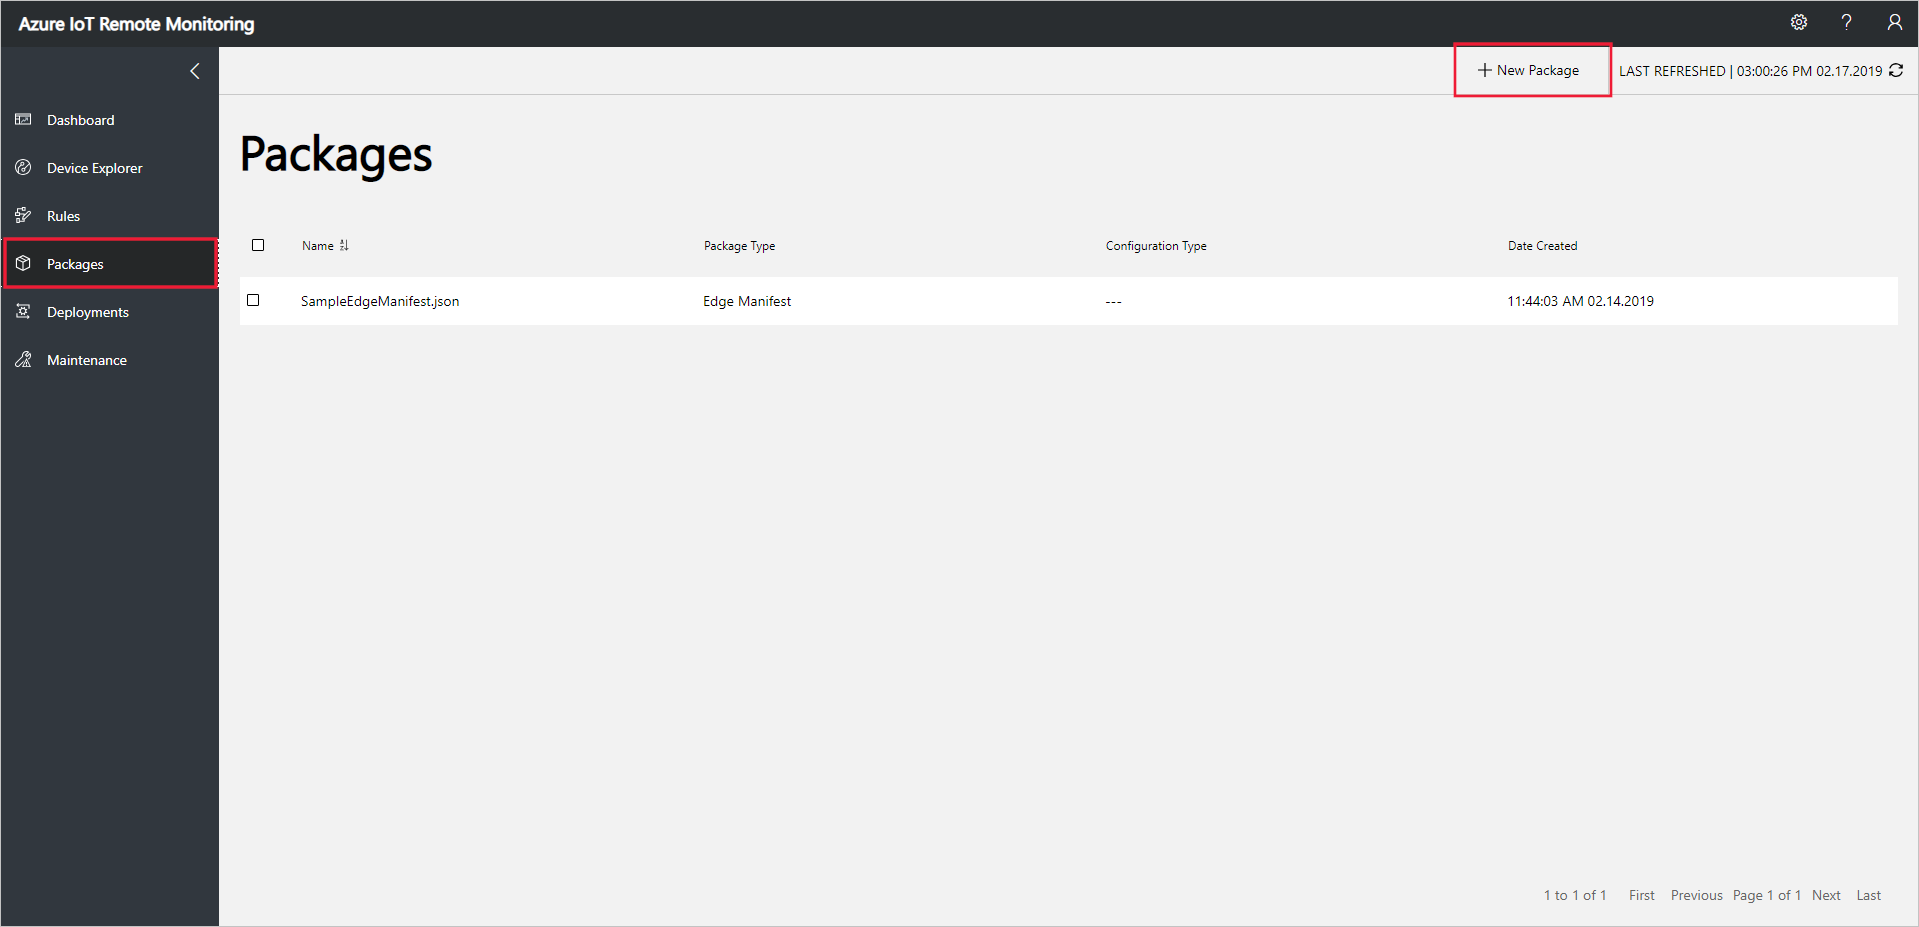 Azure IoT Remote Monitoring
?
New Package
LAST REFRESHED | 03:00:26 PM 02.17.2019
Dashboard
Device Explorer
Rules
Packages
Deployments
Maintenance
Packages
Name Package Type Configuration Type Date Created
SampleEdgeManifest.json Edge Manifest --- 11:44:03 AM 02.14.2019
1 to 1 of 1 First Previous Page 1 of 1 Next Last